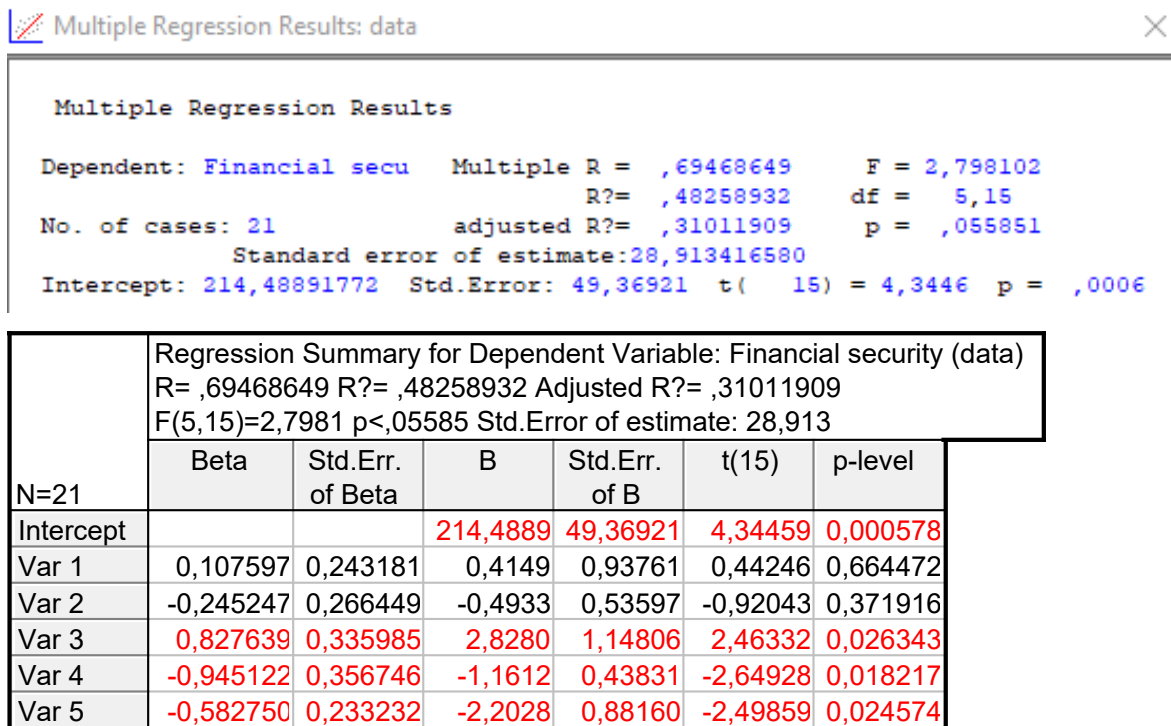 Multiple Regression Results: data
Multiple Regression Results
Dependent: Financial secu Multiple R = ,69468649 F = 2,798102
R?= ,48258932 df = 5,15
No. of cases: 21 adjusted R?= ,31011909 p = ,055851
Standard error of estimate:28,913416580
Intercept: 214,48891772 Std.Error: 49,36921 t( 15) = 4,3446 p = ,0006
Regression Summary for Dependent Variable: Financial security (data)
R= ,69468649 R?= ,48258932 Adjusted R?= ,31011909
F(5,15)=2,7981 p<,05585 Std.Error of estimate: 28,913
N=21 Beta Std.Err. of Beta B Std.Err. of B t(15) p-level
Intercept 214,4889 49,36921 4,34459 0,000578
Var 1 0,107597 0,243181 0,4149 0,93761 0,44246 0,664472
Var 2 -0,245247 0,266449 -0,4933 0,53597 -0,92043 0,371916
Var 3 0,827639 0,335985 2,8280 1,14806 2,46332 0,026343
Var 4 -0,945122 0,356746 -1,1612 0,43831 -2,64928 0,018217
Var 5 -0,582750 0,233232 -2,2028 0,88160 -2,49859 0,024574